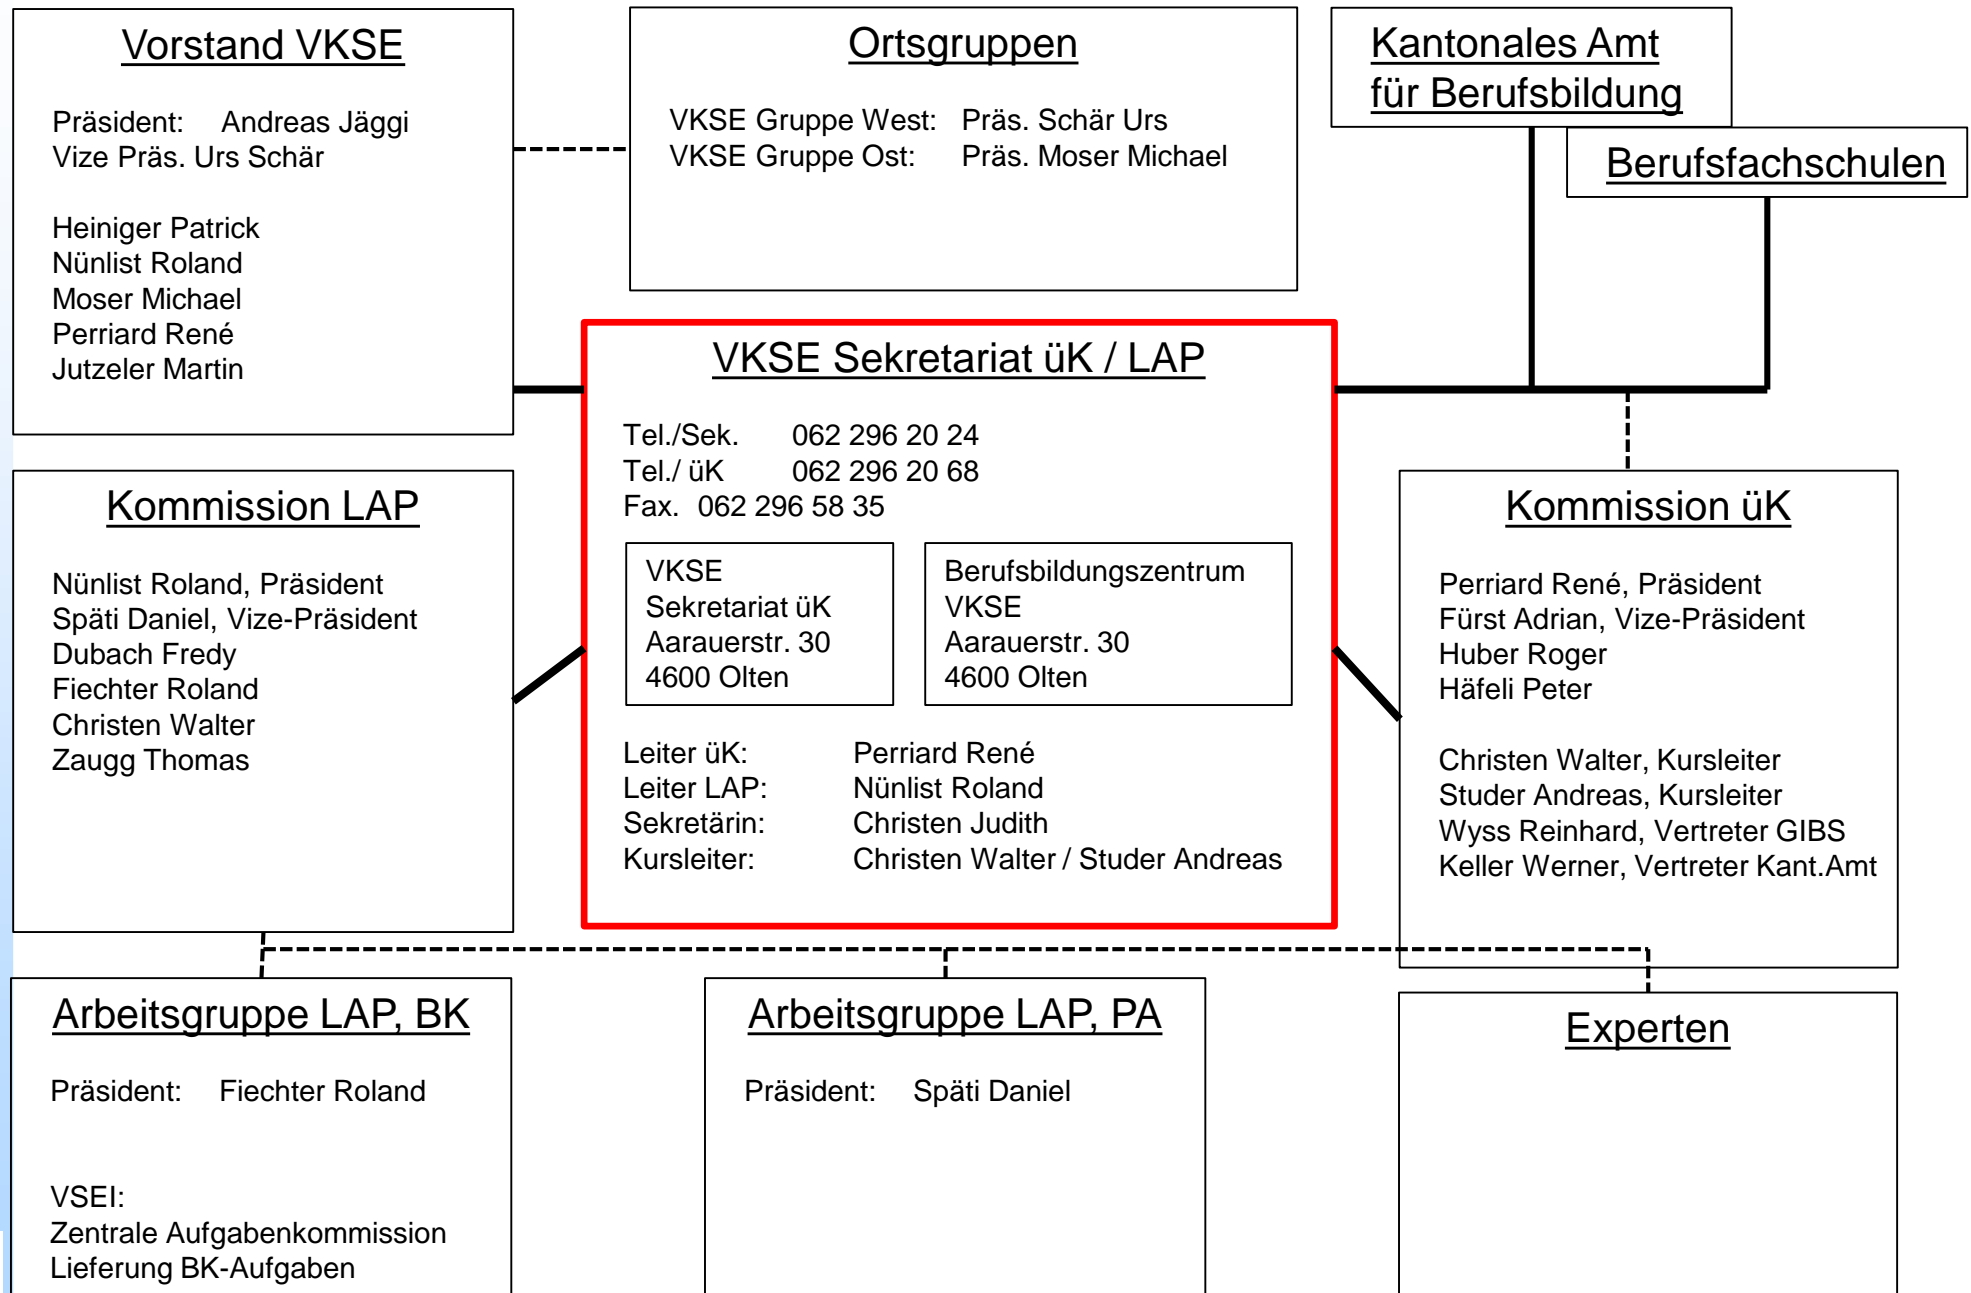 Vorstand VKSE
Präsident: Andreas Jäggi
Vize Präs. Urs Schär
Heiniger Patrick
Nünlist Roland
Moser Michael
Perriard René
Jutzeler Martin
Ortsgruppen
VKSE Gruppe West: Präs. Schär Urs
VKSE Gruppe Ost: Präs. Moser Michael
Kantonales Amt
für Berufsbildung
Berufsfachschulen
VKSE Sekretariat üK / LAP
Tel./Sek. 062 296 20 24
Tel./ üK 062 296 20 68
Fax. 062 296 58 35
VKSE
Sekretariat üK
Aarauerstr. 30
4600 Olten
Berufsbildungszentrum
VKSE
Aarauerstr. 30
4600 Olten
Leiter üK: Perriard René
Leiter LAP: Nünlist Roland
Sekretärin: Christen Judith
Kursleiter: Christen Walter / Studer Andreas
Kommission LAP
Nünlist Roland, Präsident
Späti Daniel, Vize-Präsident
Dubach Fredy
Fiechter Roland
Christen Walter
Zaugg Thomas
Kommission üK
Perriard René, Präsident
Fürst Adrian, Vize-Präsident
Huber Roger
Häfeli Peter
Christen Walter, Kursleiter
Studer Andreas, Kursleiter
Wyss Reinhard, Vertreter GIBS
Keller Werner, Vertreter Kant.Amt
Arbeitsgruppe LAP, BK
Präsident: Fiechter Roland
VSEI:
Zentrale Aufgabenkommission
Lieferung BK-Aufgaben
Arbeitsgruppe LAP, PA
Präsident: Späti Daniel
Experten